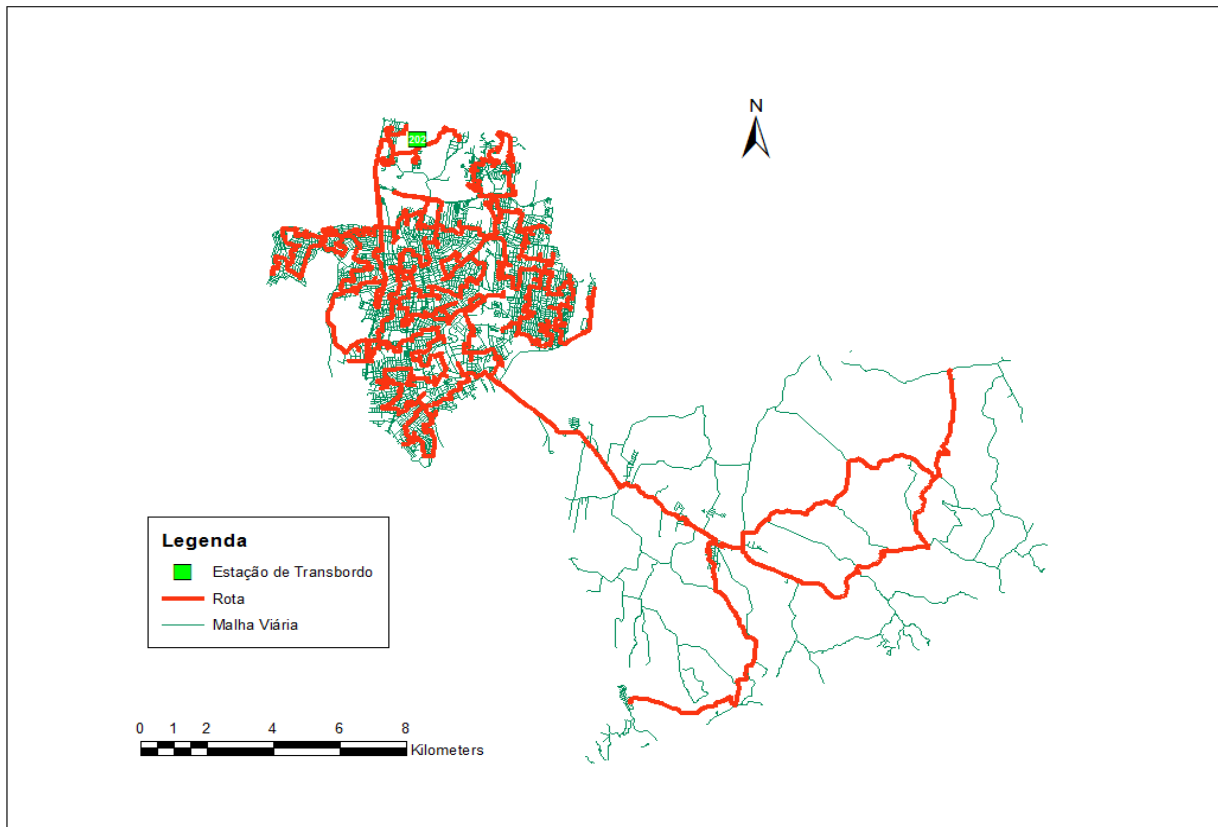 N
202
Legenda
Estação de Transbordo
Rota
Malha Viária
0 1 2 4 6 8
Kilometers